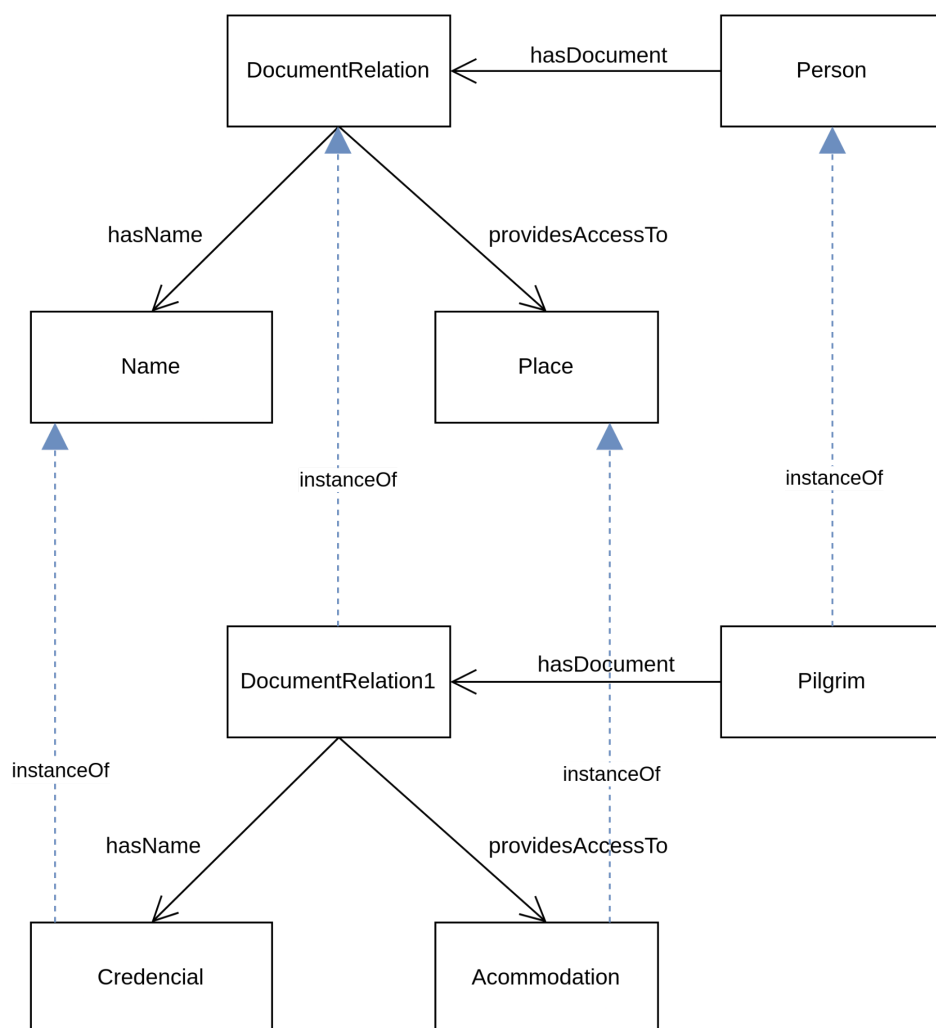 hasDocument
DocumentRelation
Person
hasName
providesAccessTo
Name
Place
instanceOf
instanceOf
hasDocument
DocumentRelation1
Pilgrim
instanceOf
instanceOf
hasName
providesAccessTo
Credencial
Acommodation